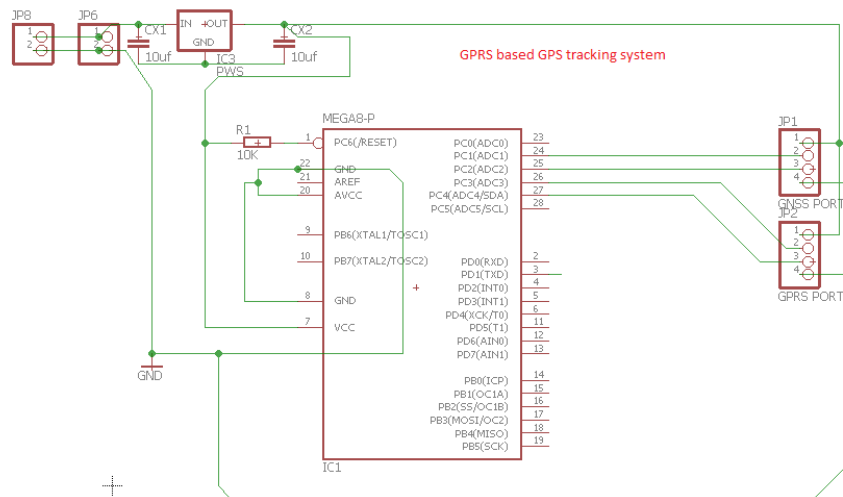 JP8
JP6
1
2
1
2
CX1
10uf
IN
+OUT
GND
IC3
PWS
CX2
10uf
GPRS based GPS tracking system
MEGA8-P
R1
10K
1 PC6(/RESET)
22 GND
21 AREF
20 AVCC
9 PB6(XTAL1/TOSC1)
10 PB7(XTAL2/TOSC2)
8 GND
7 VCC
PC0(ADC0) 23
PC1(ADC1) 24
PC2(ADC2) 25
PC3(ADC3) 26
PC4(ADC4/SDA) 27
PC5(ADC5/SCL) 28
PD0(RXD) 2
PD1(TXD) 3
PD2(INT0) 4
PD3(INT1) 5
PD4(XCK/T0) 6
PD5(T1) 11
PD6(AIN0) 12
PD7(AIN1) 13
PB0(ICP) 14
PB1(OC1A) 15
PB2(SS/OC1B) 16
PB3(MOSI/OC2) 17
PB4(MISO) 18
PB5(SCK) 19
IC1
GND
JP1
1
2
3
4
GNSS PORT
JP2
1
2
3
4
GPRS PORT